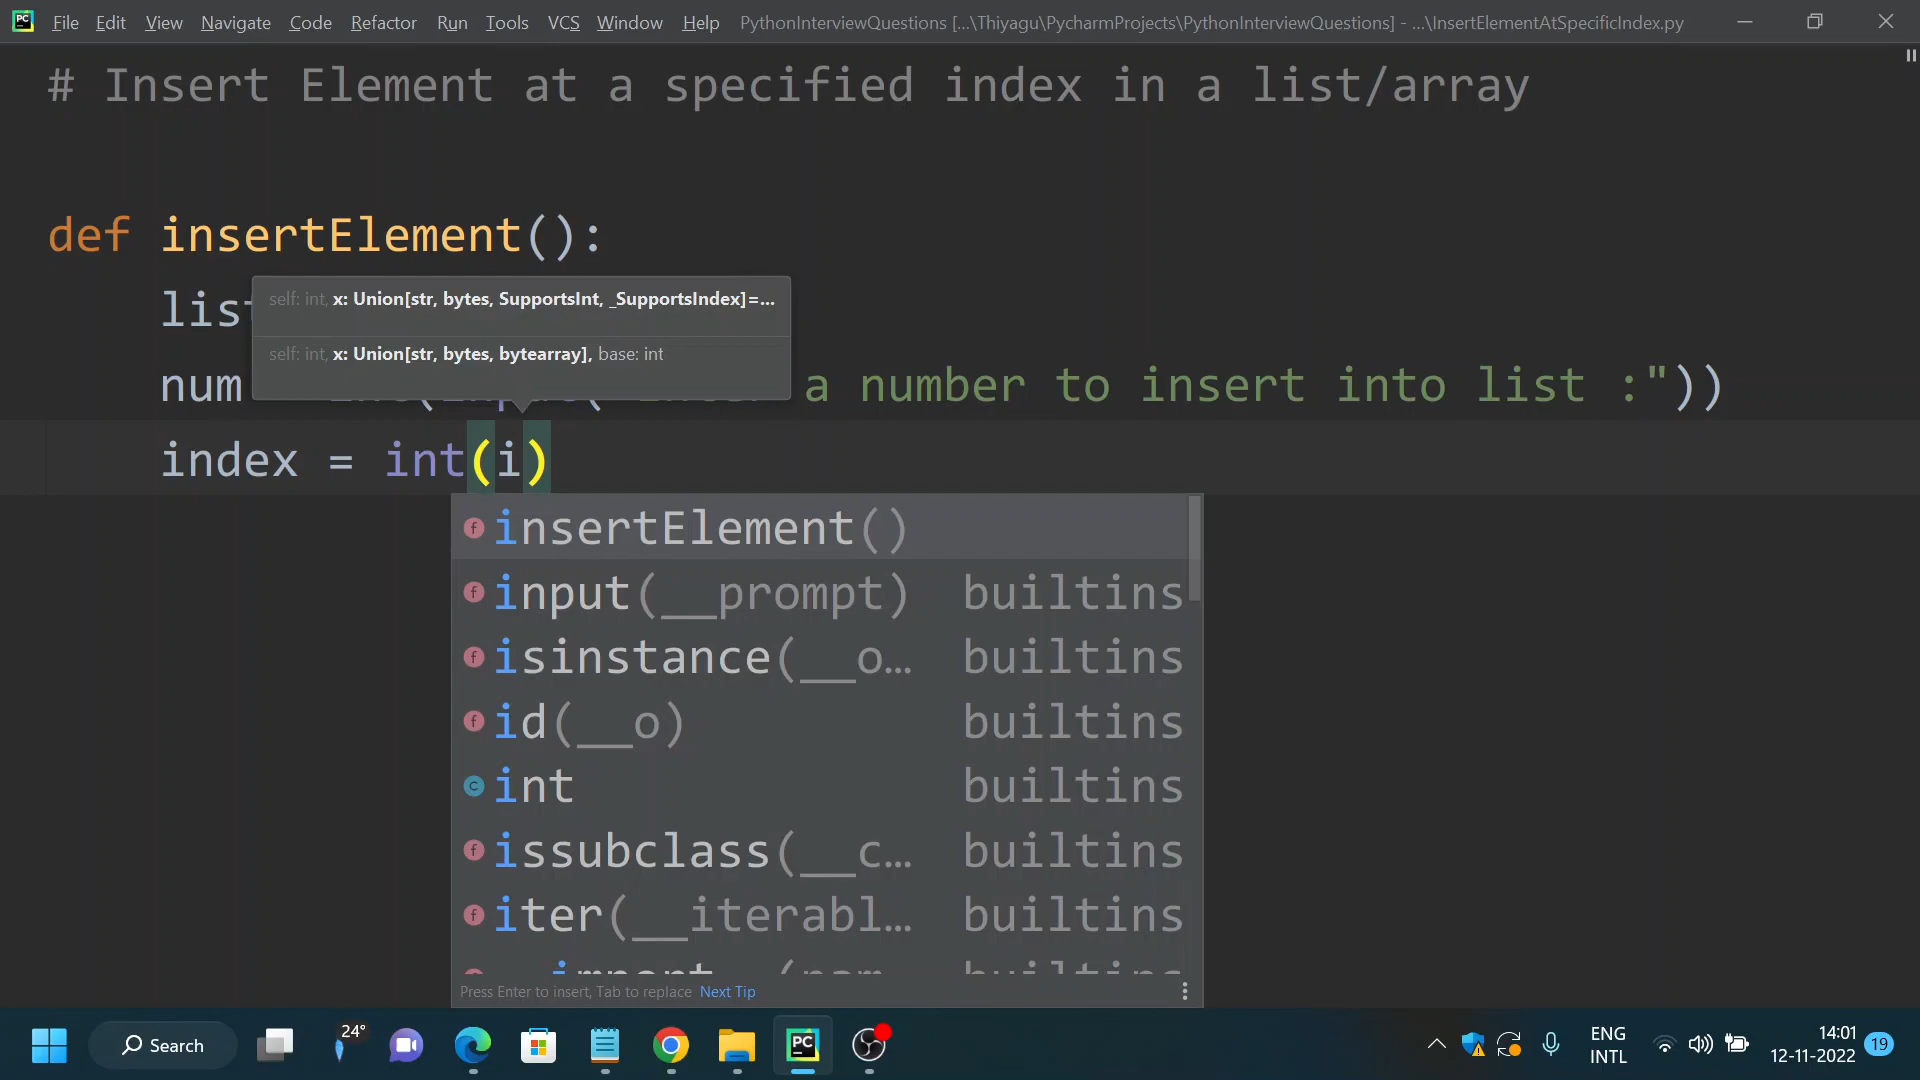 PC File Edit View Navigate Code Refactor Run Tools VCS Window Help PythonInterviewQuestions [...\Thiyagu\PycharmProjects\PythonInterviewQuestions] - ...\InsertElementAtSpecificIndex.py
# Insert Element at a specified index in a list/array
def insertElement():
list
self: int, x: Union[str, bytes, SupportsInt, _SupportsIndex]=...
self: int, x: Union[str, bytes, bytearray], base: int
num a number to insert into list :"))
index = int(i)
f insertElement()
f input(__prompt) builtins
f isinstance(__o... builtins
f id(__o) builtins
c int builtins
f issubclass(__c... builtins
f iter(__iterabl... builtins
Press Enter to insert, Tab to replace Next Tip
Search 24° PC ENG INTL 14:01 12-11-2022 19